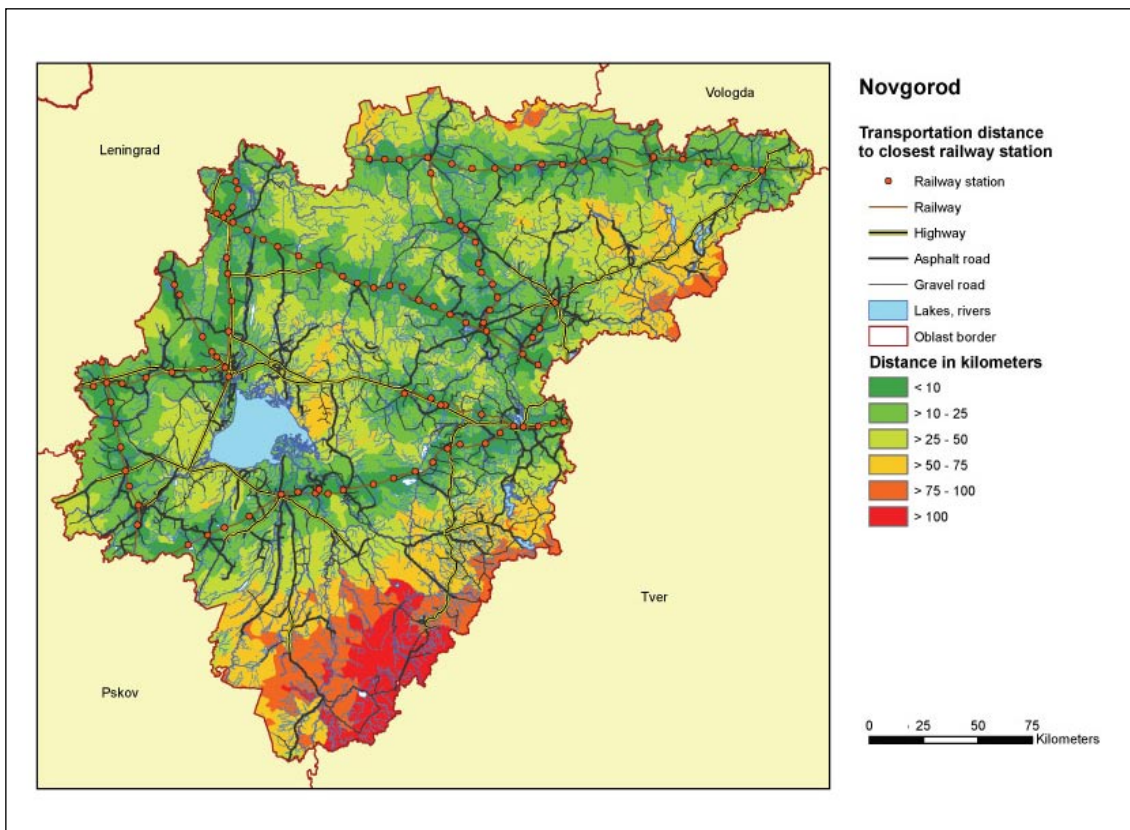 Novgorod
Transportation distance
to closest railway station
Railway station
Railway
Highway
Asphalt road
Gravel road
Lakes, rivers
Oblast border
Distance in kilometers
< 10
> 10 - 25
> 25 - 50
> 50 - 75
> 75 - 100
> 100
0 25 50 75
Kilometers
Vologda
Leningrad
Tver
Pskov